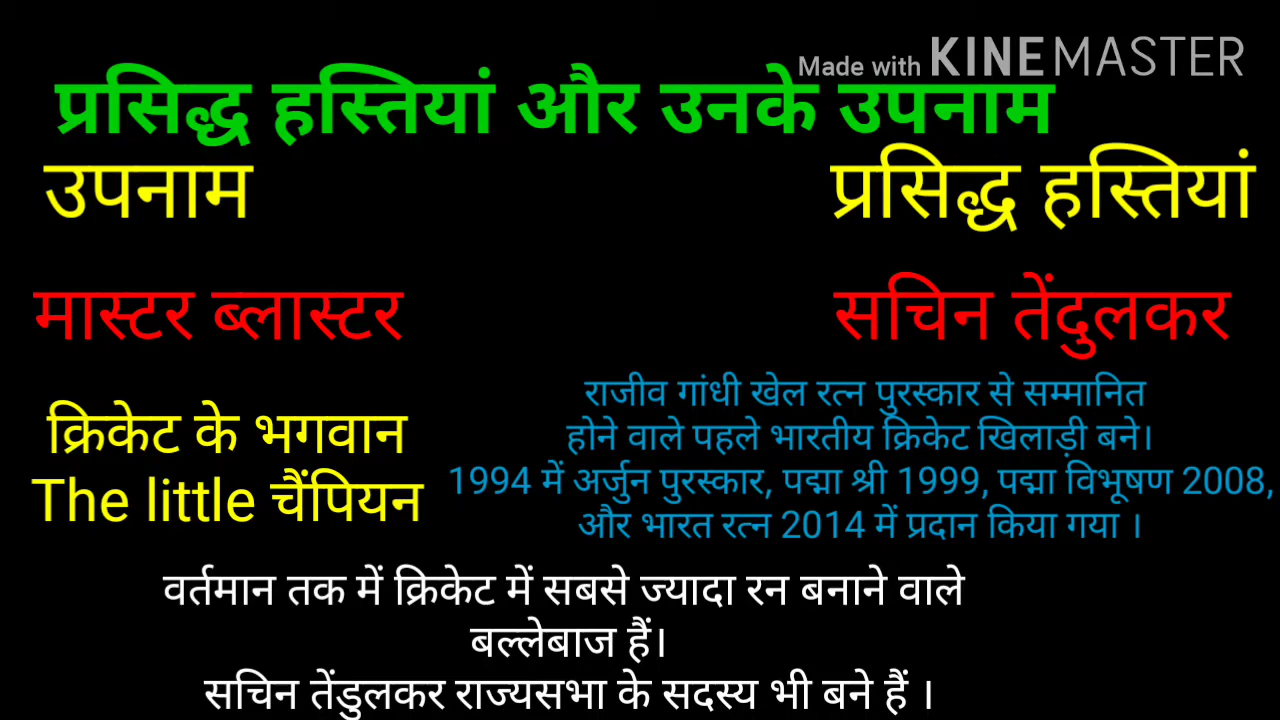 Made with KINEMASTER
प्रसिद्ध हस्तियां और उनके उपनाम
उपनाम
प्रसिद्ध हस्तियां
मास्टर ब्लास्टर
सचिन तेंदुलकर
क्रिकेट के भगवान
The little चैंपियन
राजीव गांधी खेल रत्न पुरस्कार से सम्मानित
होने वाले पहले भारतीय क्रिकेट खिलाड़ी बने।
1994 में अर्जुन पुरस्कार, पद्मा श्री 1999, पद्मा विभूषण 2008,
और भारत रत्न 2014 में प्रदान किया गया ।
वर्तमान तक में क्रिकेट में सबसे ज्यादा रन बनाने वाले
बल्लेबाज हैं।
सचिन तेंडुलकर राज्यसभा के सदस्य भी बने हैं ।